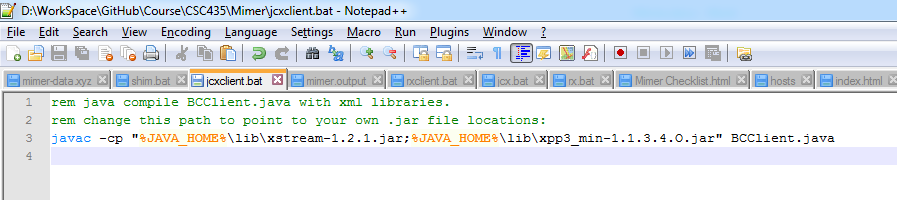 D:\WorkSpace\GitHub\Course\CSC435\Mimer\jcxclient.bat - Notepad++
File Edit Search View Encoding Language Settings Macro Run Plugins Window ?
mimer-data.xyz shim.bat jcxclient.bat mimer.output rxclient.bat jcx.bat rx.bat Mimer Checklist.html hosts index.html
1 rem java compile BCClient.java with xml libraries.
2 rem change this path to point to your own .jar file locations:
3 javac -cp "%JAVA_HOME%\lib\xstream-1.2.1.jar;%JAVA_HOME%\lib\xpp3_min-1.1.3.4.O.jar" BCClient.java
4